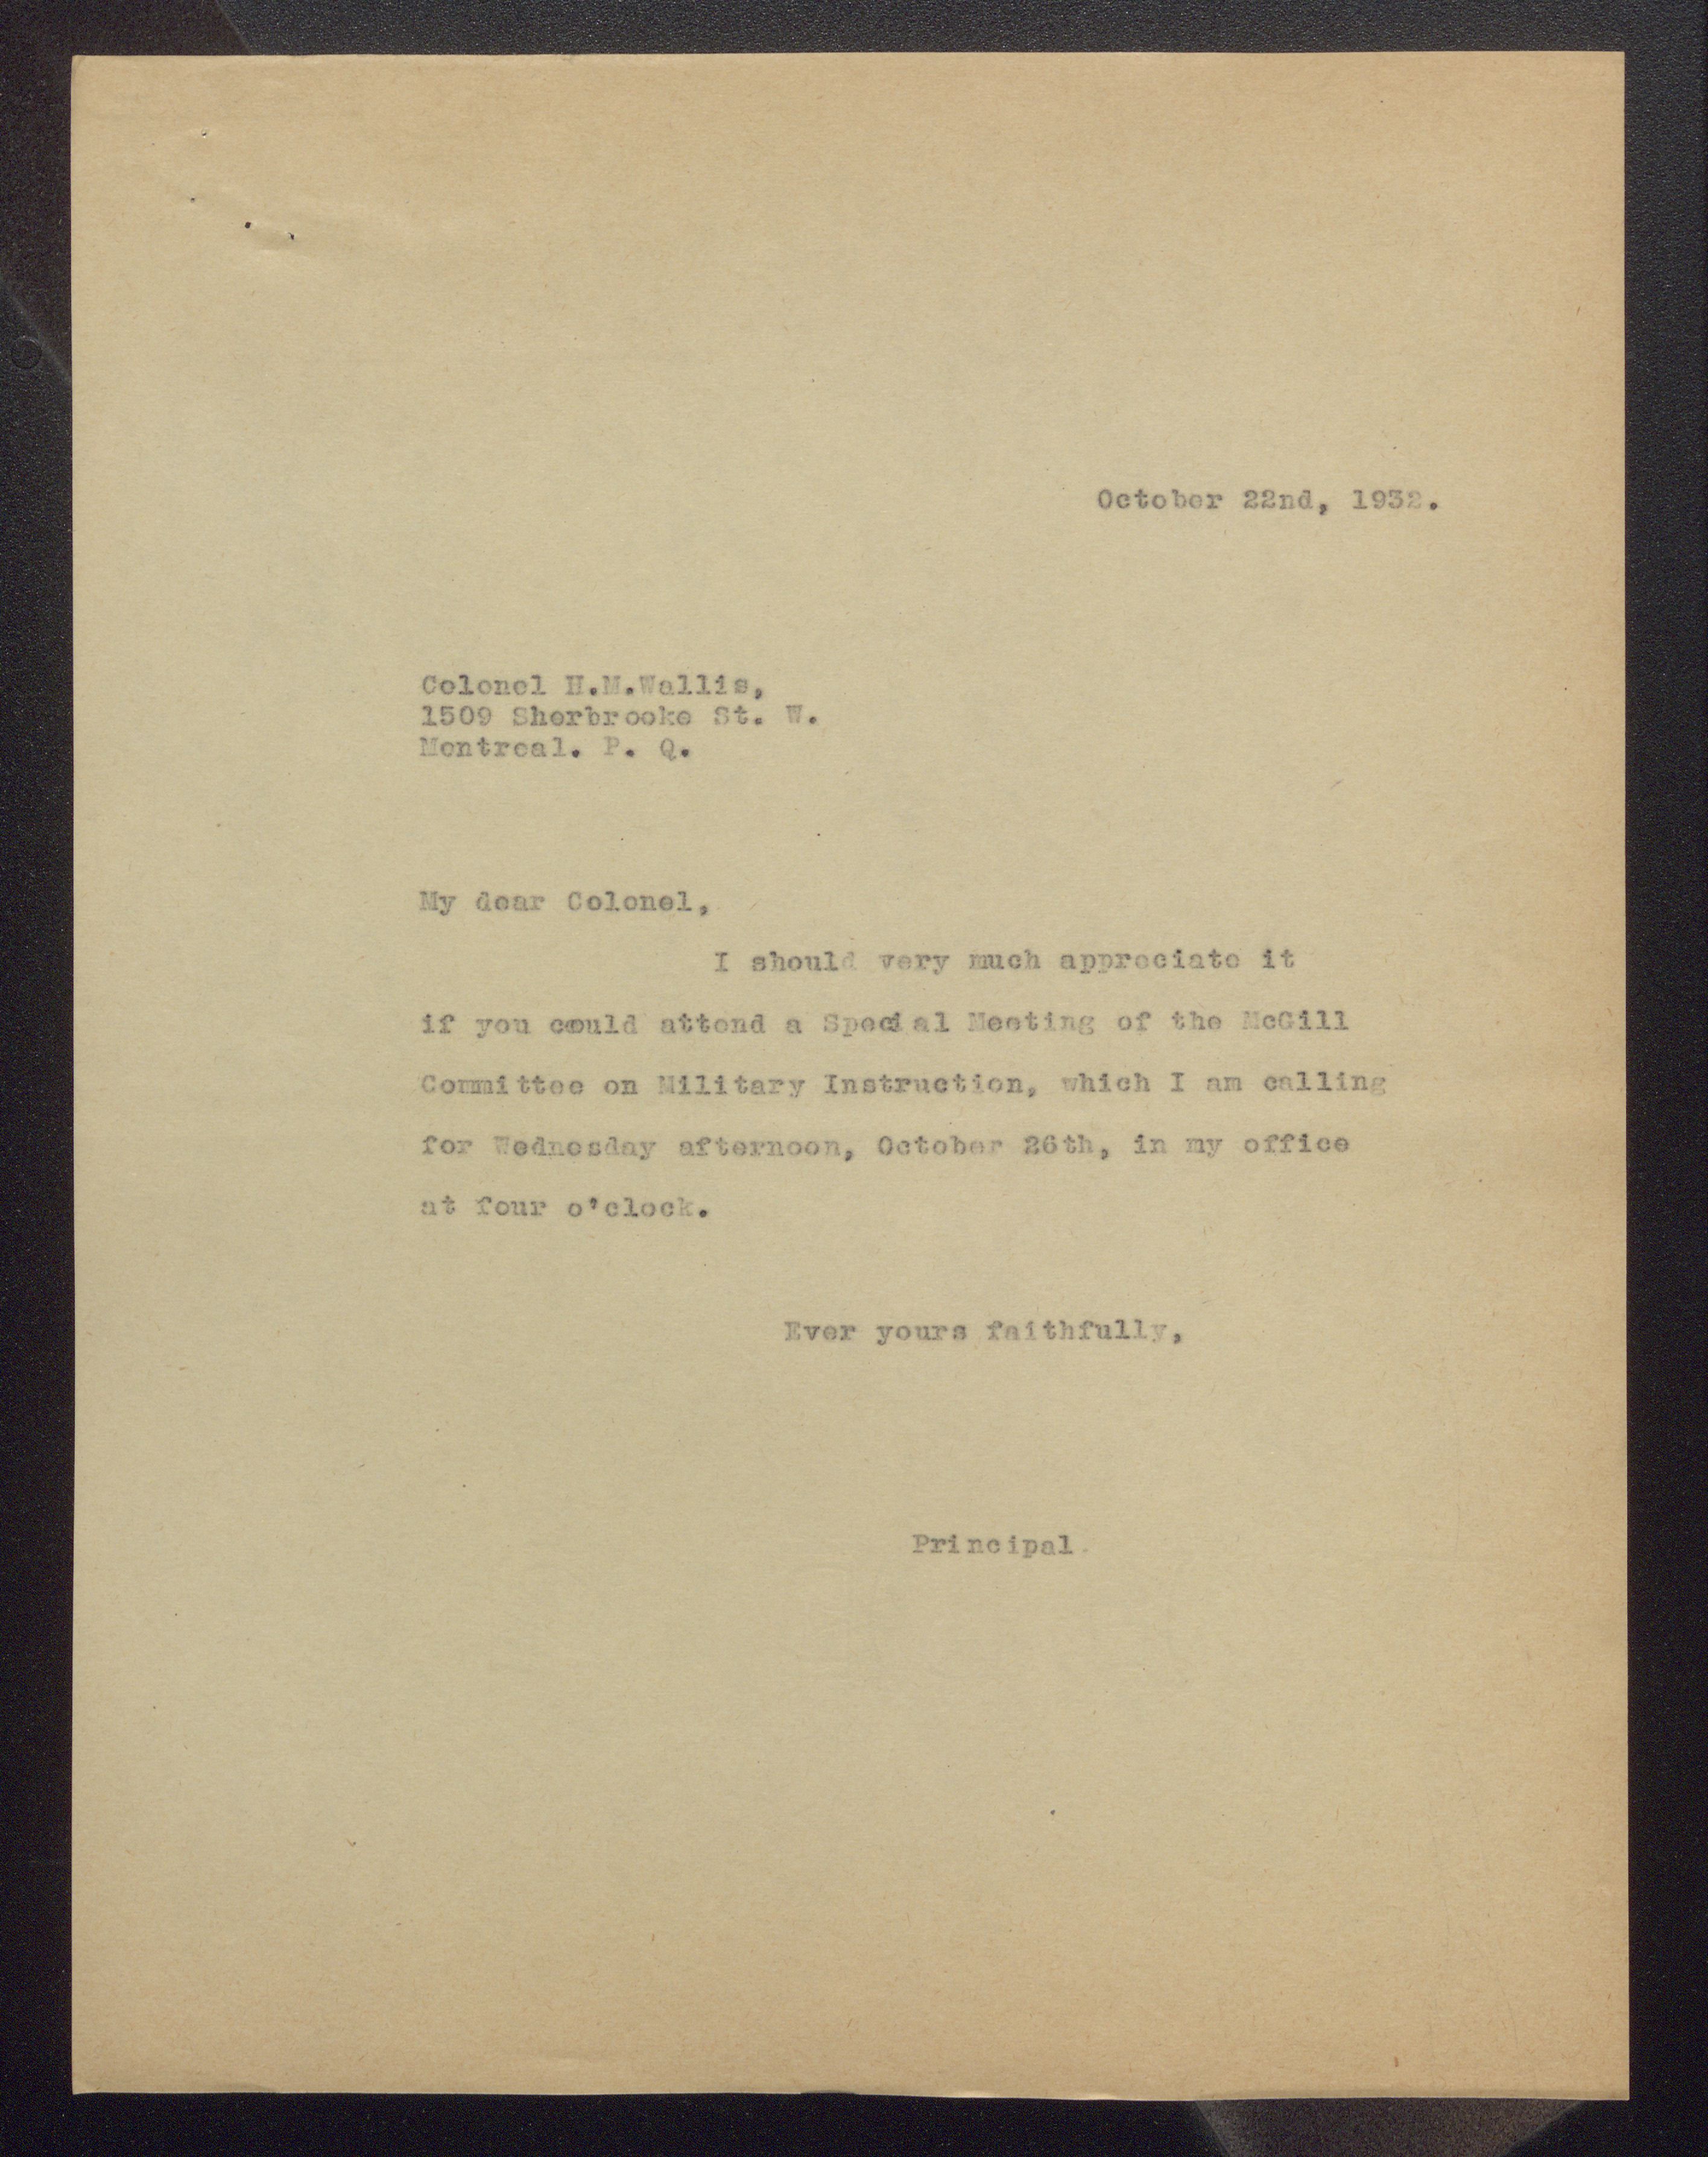 October 22nd, 1932.
Colonel H.M.Wallis,
1509 Sherbrooke St. W.
Montreal. P. Q.
My dear Colonel,
I should very much appreciate it
if you could attend a Special Meeting of the McGill
Committee on Military Instruction, which I am calling
for Wednesday afternoon, October 26th, in my office
at four o'clock.
Ever yours faithfully,
Principal.